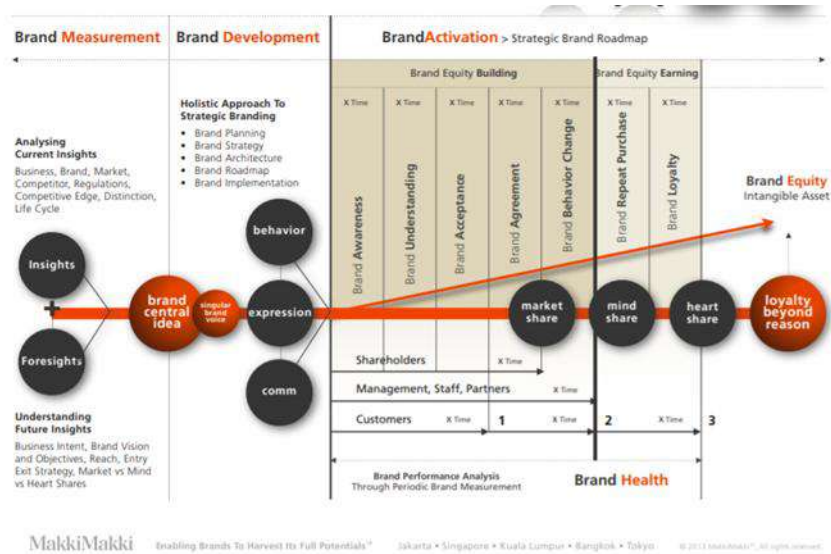 Brand Measurement
Brand Development
BrandActivation > Strategic Brand Roadmap
Brand Equity Building
Brand Equity Earning
Analysing
Current Insights
Business, Brand, Market,
Competitor, Regulations,
Competitive Edge, Distinction,
Life Cycle
Holistic Approach To
Strategic Branding
• Brand Planning
• Brand Strategy
• Brand Architecture
• Brand Roadmap
• Brand Implementation
X Time
X Time
X Time
X Time
X Time
X Time
X Time
Brand Awareness
Brand Understanding
Brand Acceptance
Brand Agreement
Brand Behavior Change
Brand Repeat Purchase
Brand Loyalty
Brand Equity
Intangible Asset
Insights
+
Foresights
brand
central
idea
singular
brand
voice
behavior
expression
comm
market
share
mind
share
heart
share
loyalty
beyond
reason
Shareholders X Time
Management, Staff, Partners X Time
Customers X Time 1 X Time 2 X Time 3
Understanding
Future Insights
Business Intent, Brand Vision
and Objectives, Reach, Entry
Exit Strategy, Market vs Mind
vs Heart Shares
Brand Performance Analysis
Through Periodic Brand Measurement
Brand Health
MakkiMakki Enabling Brands To Harvest Its Full Potentials™ Jakarta • Singapore • Kuala Lumpur • Bangkok • Tokyo © 2013 MakkiMakki™, All rights reserved